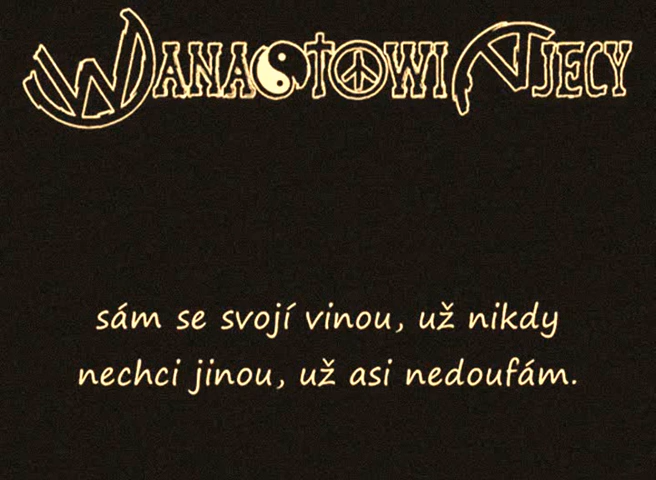 WANASTOWI VJECY
sám se svojí vinou, už nikdy
nechci jinou, už asi nedoufám.